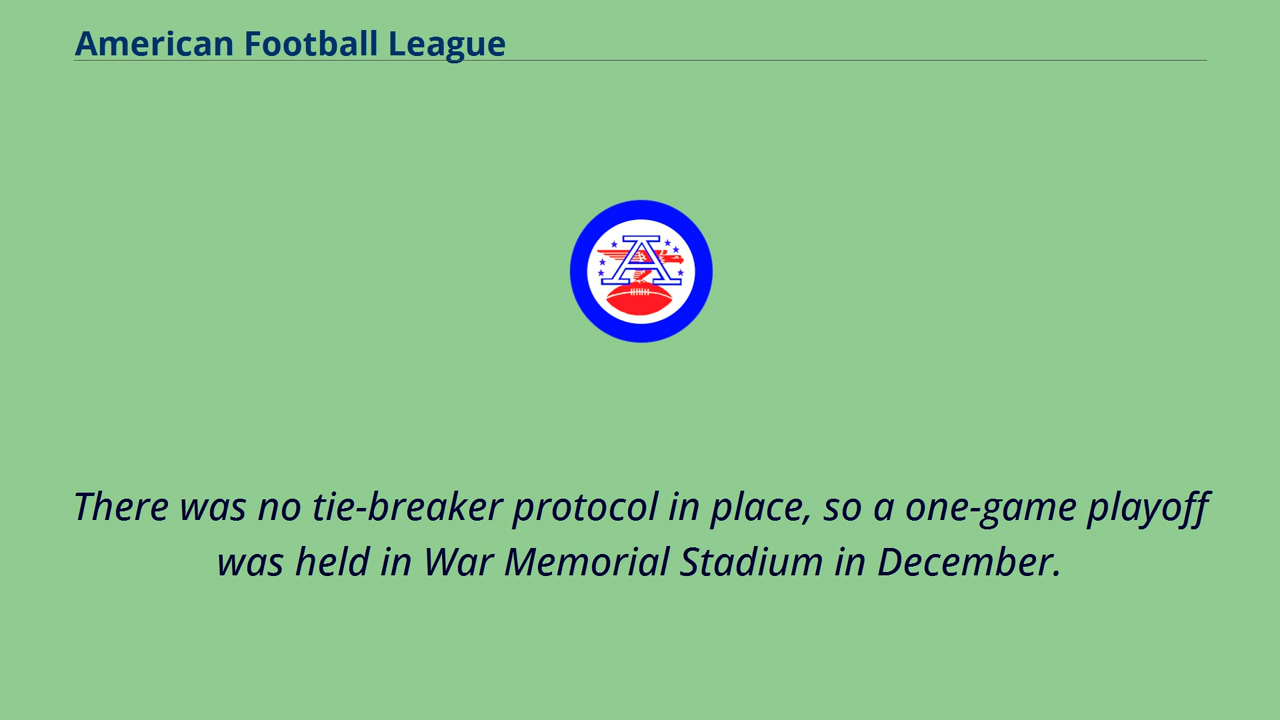 American Football League
A
There was no tie-breaker protocol in place, so a one-game playoff
was held in War Memorial Stadium in December.